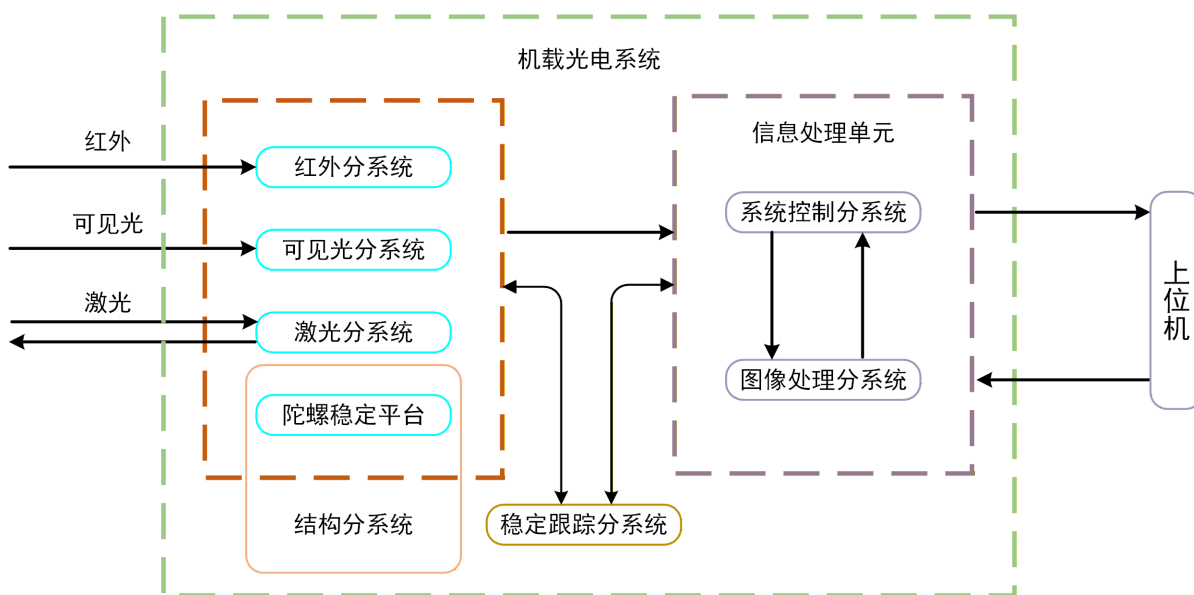 机载光电系统
信息处理单元
红外
红外分系统
系统控制分系统
可见光
可见光分系统
激光
激光分系统
上位机
图像处理分系统
陀螺稳定平台
结构分系统
稳定跟踪分系统